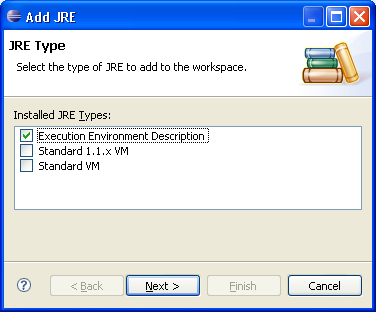 Add JRE
JRE Type
Select the type of JRE to add to the workspace.
Installed JRE Types:
Execution Environment Description
Standard 1.1.x VM
Standard VM
? < Back Next > Finish Cancel